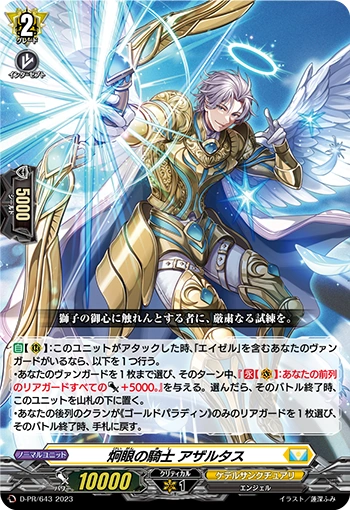 2
グレード
インターセプト
5000
シールド
獅子の御心に触れんとする者に、厳粛なる試練を。
自【】：このユニットがアタックした時、「エイゼル」を含むあなたのヴァンガードがいるなら、以下を1つ行う。
・あなたのヴァンガードを1枚まで選び、そのターン中、『永【】：あなたの前列のリアガードすべての+5000。』を与える。選んだら、そのバトル終了時、このユニットを山札の下に置く。
・あなたの後列のクランが《ゴールドパラディン》のみのリアガードを1枚選び、そのバトル終了時、手札に戻す。
ノーマルユニット
炯眼の騎士 アザルタス
パワー
10000
クリティカル
1
ケテルサンクチュアリ
エンジェル
D-PR/643 2023
イラスト/蓮深ふみ